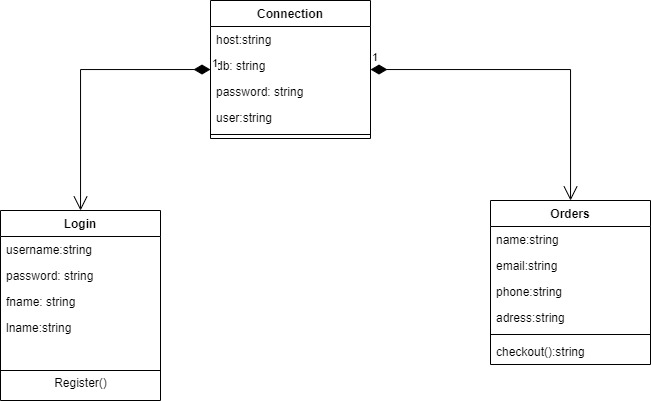 Connection
host:string
db: string
password: string
user:string
1
1
Login
username:string
password: string
fname: string
lname:string
Register()
Orders
name:string
email:string
phone:string
adress:string
checkout():string